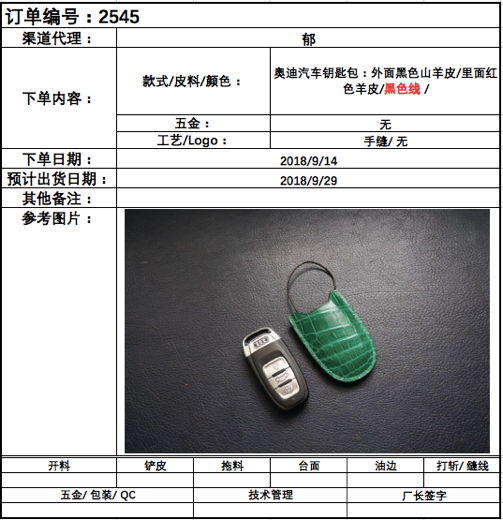 订单编号：2545
渠道代理： 郁
下单内容：
款式/皮料/颜色： 奥迪汽车钥匙包：外面黑色山羊皮/里面红
色羊皮/黑色线 /
五金： 无
工艺/Logo： 手缝/ 无
下单日期： 2018/9/14
预计出货日期： 2018/9/29
其他备注：
参考图片：
开料 铲皮 拖料 台面 油边 打斩/ 缝线
五金/ 包装/ QC 技术管理 厂长签字